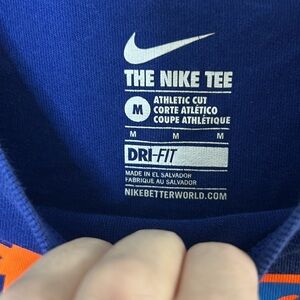 THE NIKE TEE
M
ATHLETIC CUT
CORTE ATLÉTICO
COUPE ATHLÉTIQUE
M M M
DRI-FIT
MADE IN EL SALVADOR
FABRIQUÉ AU SALVADOR
NIKEBETTERWORLD.COM